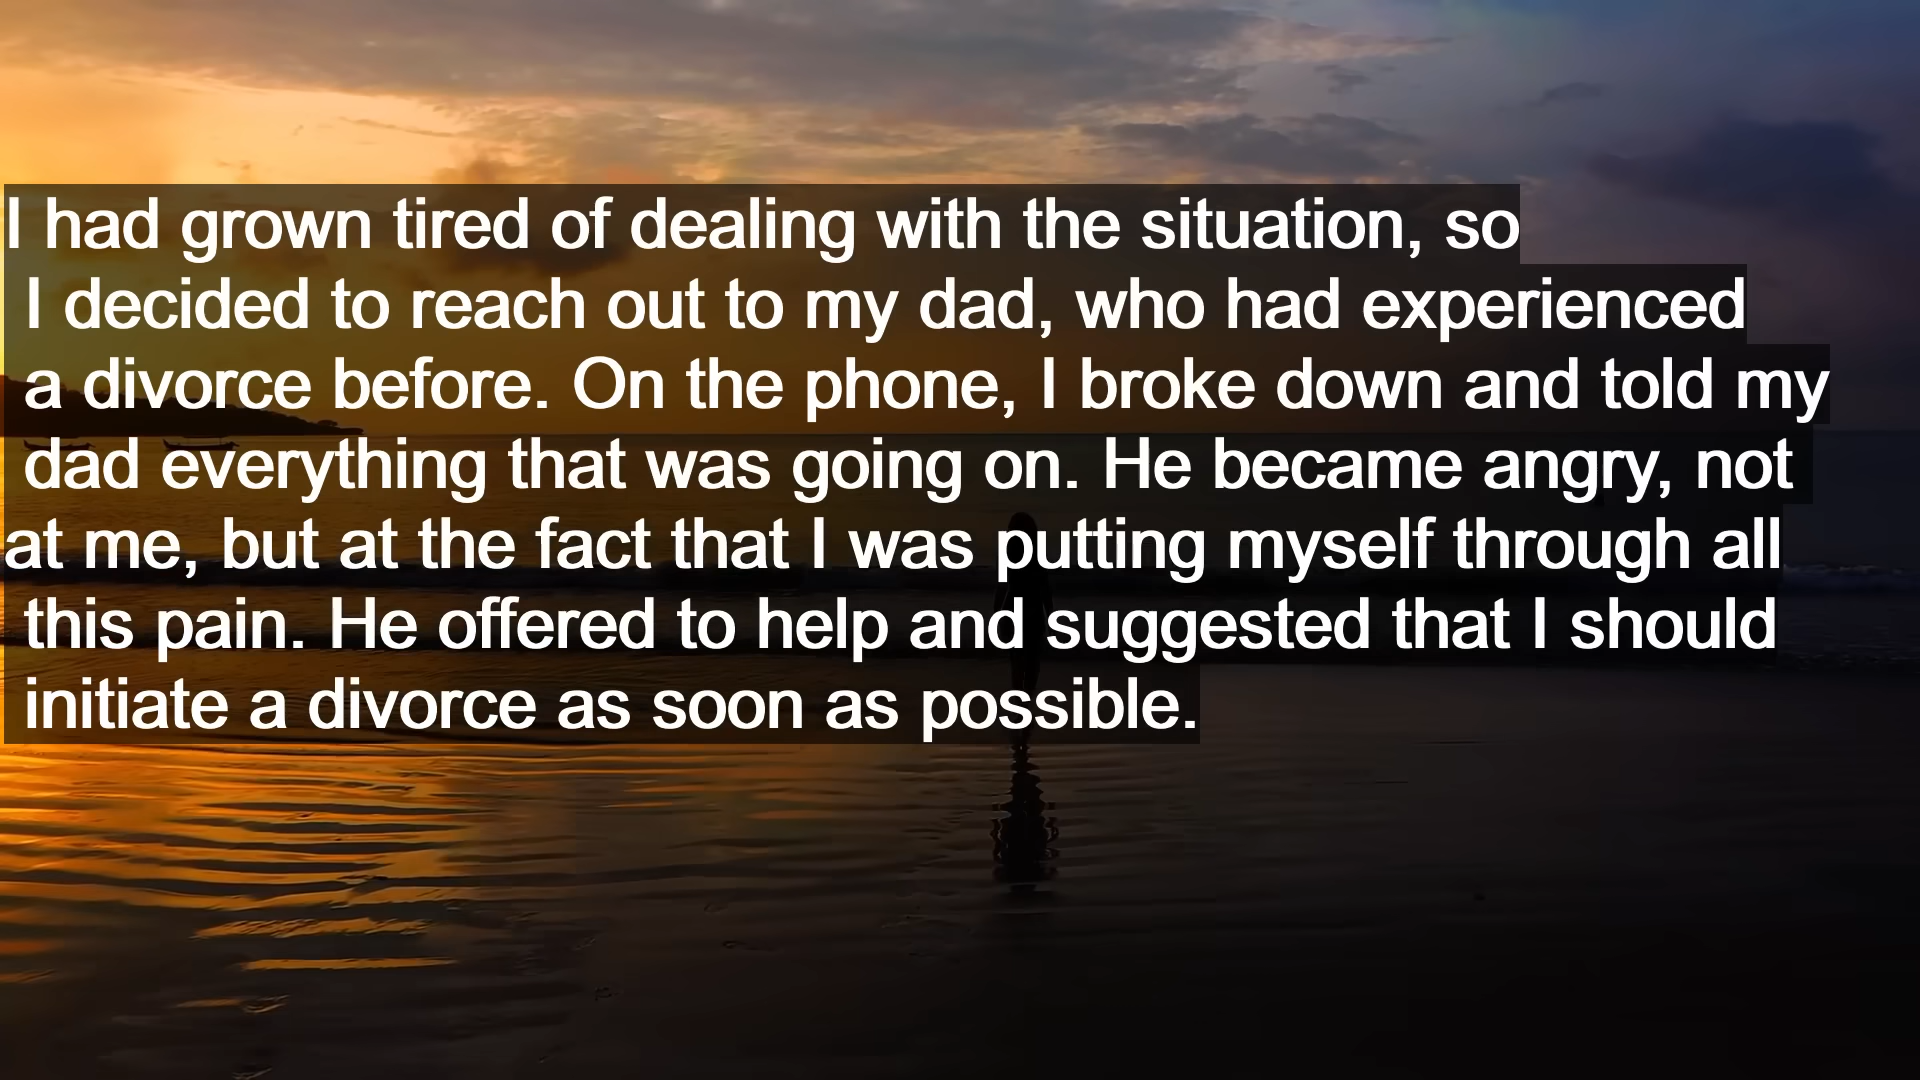 I had grown tired of dealing with the situation, so
I decided to reach out to my dad, who had experienced
a divorce before. On the phone, I broke down and told my
dad everything that was going on. He became angry, not
at me, but at the fact that I was putting myself through all
this pain. He offered to help and suggested that I should
initiate a divorce as soon as possible.